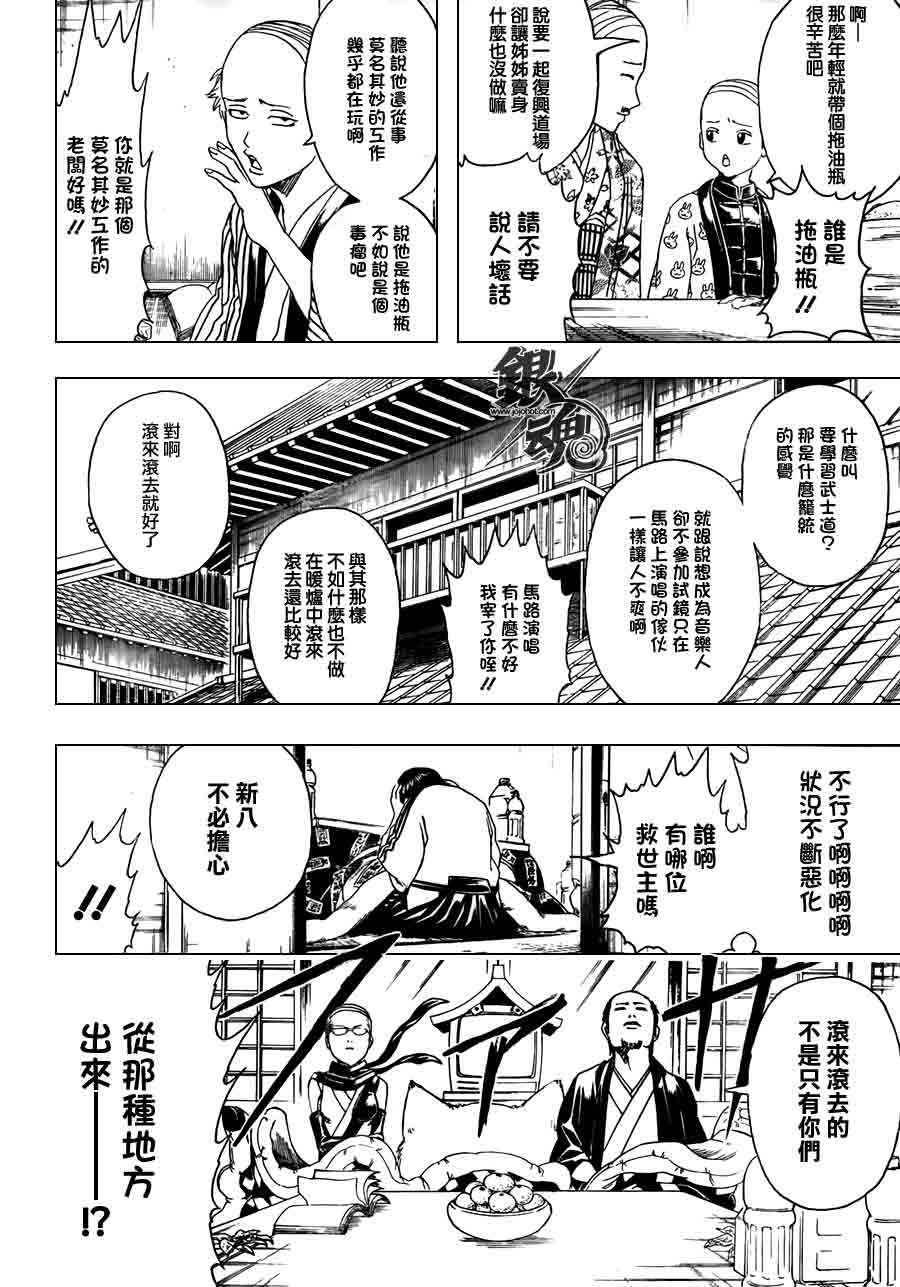 啊─
那麼年輕就帶個拖油瓶
很辛苦吧
誰是
拖油瓶!!
說要一起復興道場
卻讓姊姊賣身
什麼也沒做嘛
請不要
說人壞話
聽說他還從事
莫名其妙的工作
幾乎都在玩啊
說他是拖油瓶
不如說是個
毒瘤吧
你就是那個
莫名其妙工作的
老闆好嗎!!
銀魂
www.jojohot.com
什麼叫
要學習武士道?
那是什麼籠統
的感覺
就跟說想成為音樂人
卻不參加試鏡只在
馬路上演唱的傢伙
一樣讓人不爽啊
馬路演唱
有什麼不好
我宰了你喔!!
與其那樣
不如什麼也不做
在暖爐中滾來
滾去還比較好
對啊
滾來滾去就好了
不行了啊啊啊啊
狀況不斷惡化
誰啊
有哪位
救世主嗎
新八
不必擔心
!!
滾來滾去的
不是只有你們
從那種地方
出來──!?